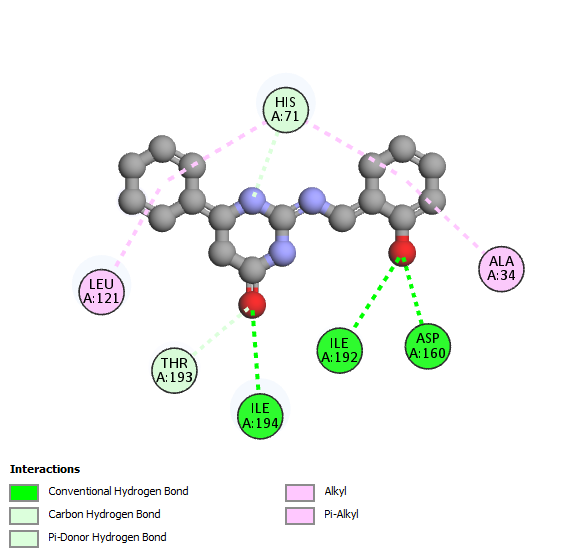 HIS
A:71
LEU
A:121
ALA
A:34
ILE
A:192
ASP
A:160
THR
A:193
ILE
A:194
Interactions
Conventional Hydrogen Bond
Carbon Hydrogen Bond
Pi-Donor Hydrogen Bond
Alkyl
Pi-Alkyl